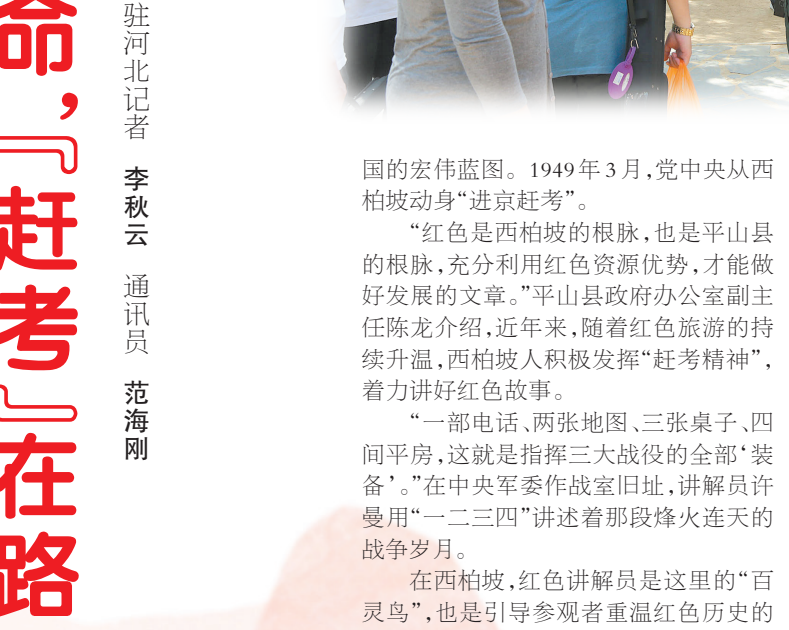 命，『赶考』在路
驻河北记者 李秋云 通讯员 范海刚
国的宏伟蓝图。1949年3月,党中央从西
柏坡动身“进京赶考”。
“红色是西柏坡的根脉,也是平山县
的根脉,充分利用红色资源优势,才能做
好发展的文章。”平山县政府办公室副主
任陈龙介绍,近年来,随着红色旅游的持
续升温,西柏坡人积极发挥“赶考精神”,
着力讲好红色故事。
“一部电话、两张地图、三张桌子、四
间平房,这就是指挥三大战役的全部‘装
备’。”在中央军委作战室旧址,讲解员许
曼用“一二三四”讲述着那段烽火连天的
战争岁月。
在西柏坡,红色讲解员是这里的“百
灵鸟”,也是引导参观者重温红色历史的